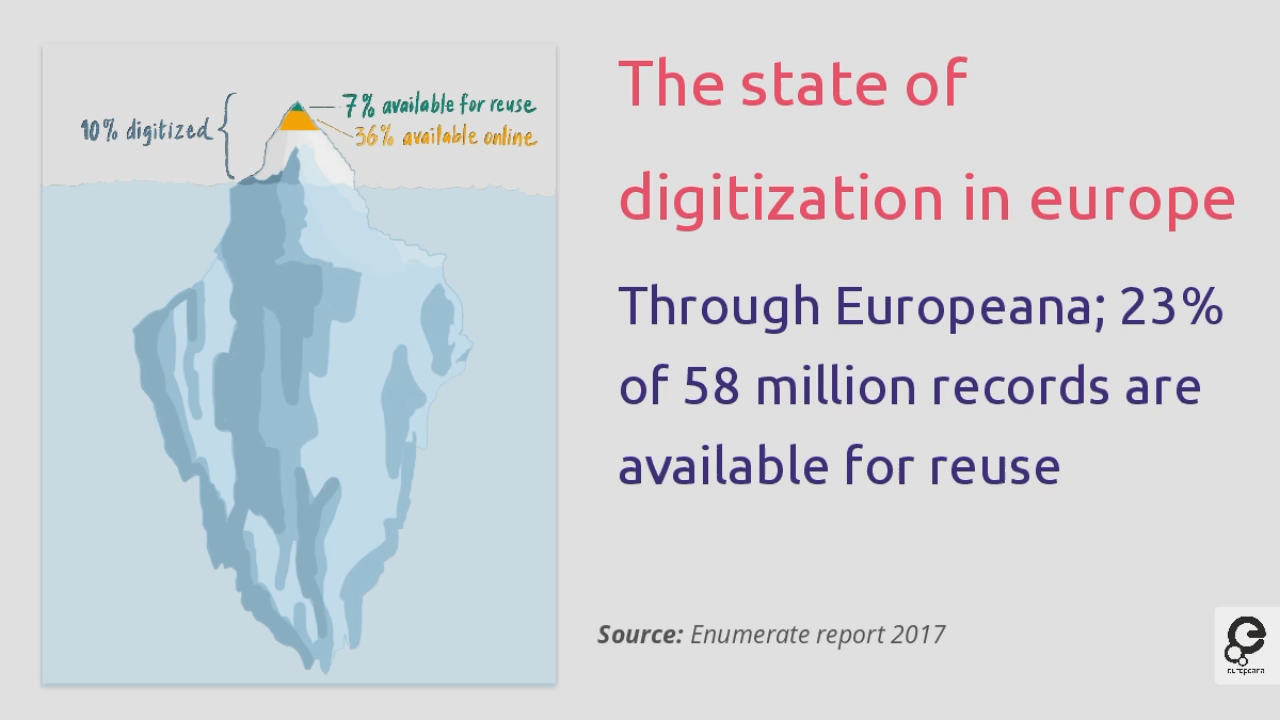 10% digitized
7% available for reuse
36% available online
The state of
digitization in europe
Through Europeana; 23%
of 58 million records are
available for reuse
Source: Enumerate report 2017
europeana